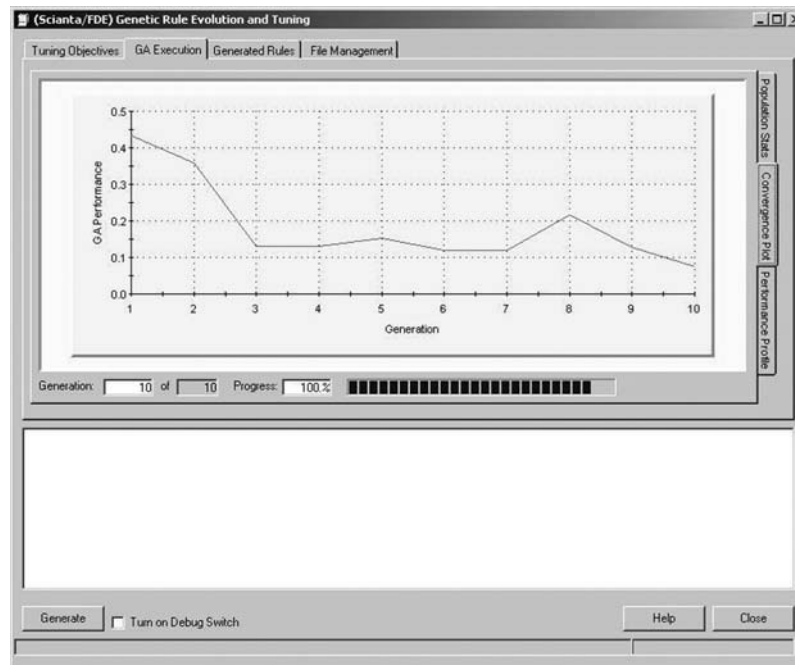 (Scianta/FDE) Genetic Rule Evolution and Tuning
Tuning Objectives GA Execution Generated Rules File Management
Population Stats
Convergence Plot
Performance Profile
GA Performance
0.5
0.4
0.3
0.2
0.1
0.0
1 2 3 4 5 6 7 8 9 10
Generation
Generation: 10 of 10 Progress: 100.%
Generate Turn on Debug Switch Help Close